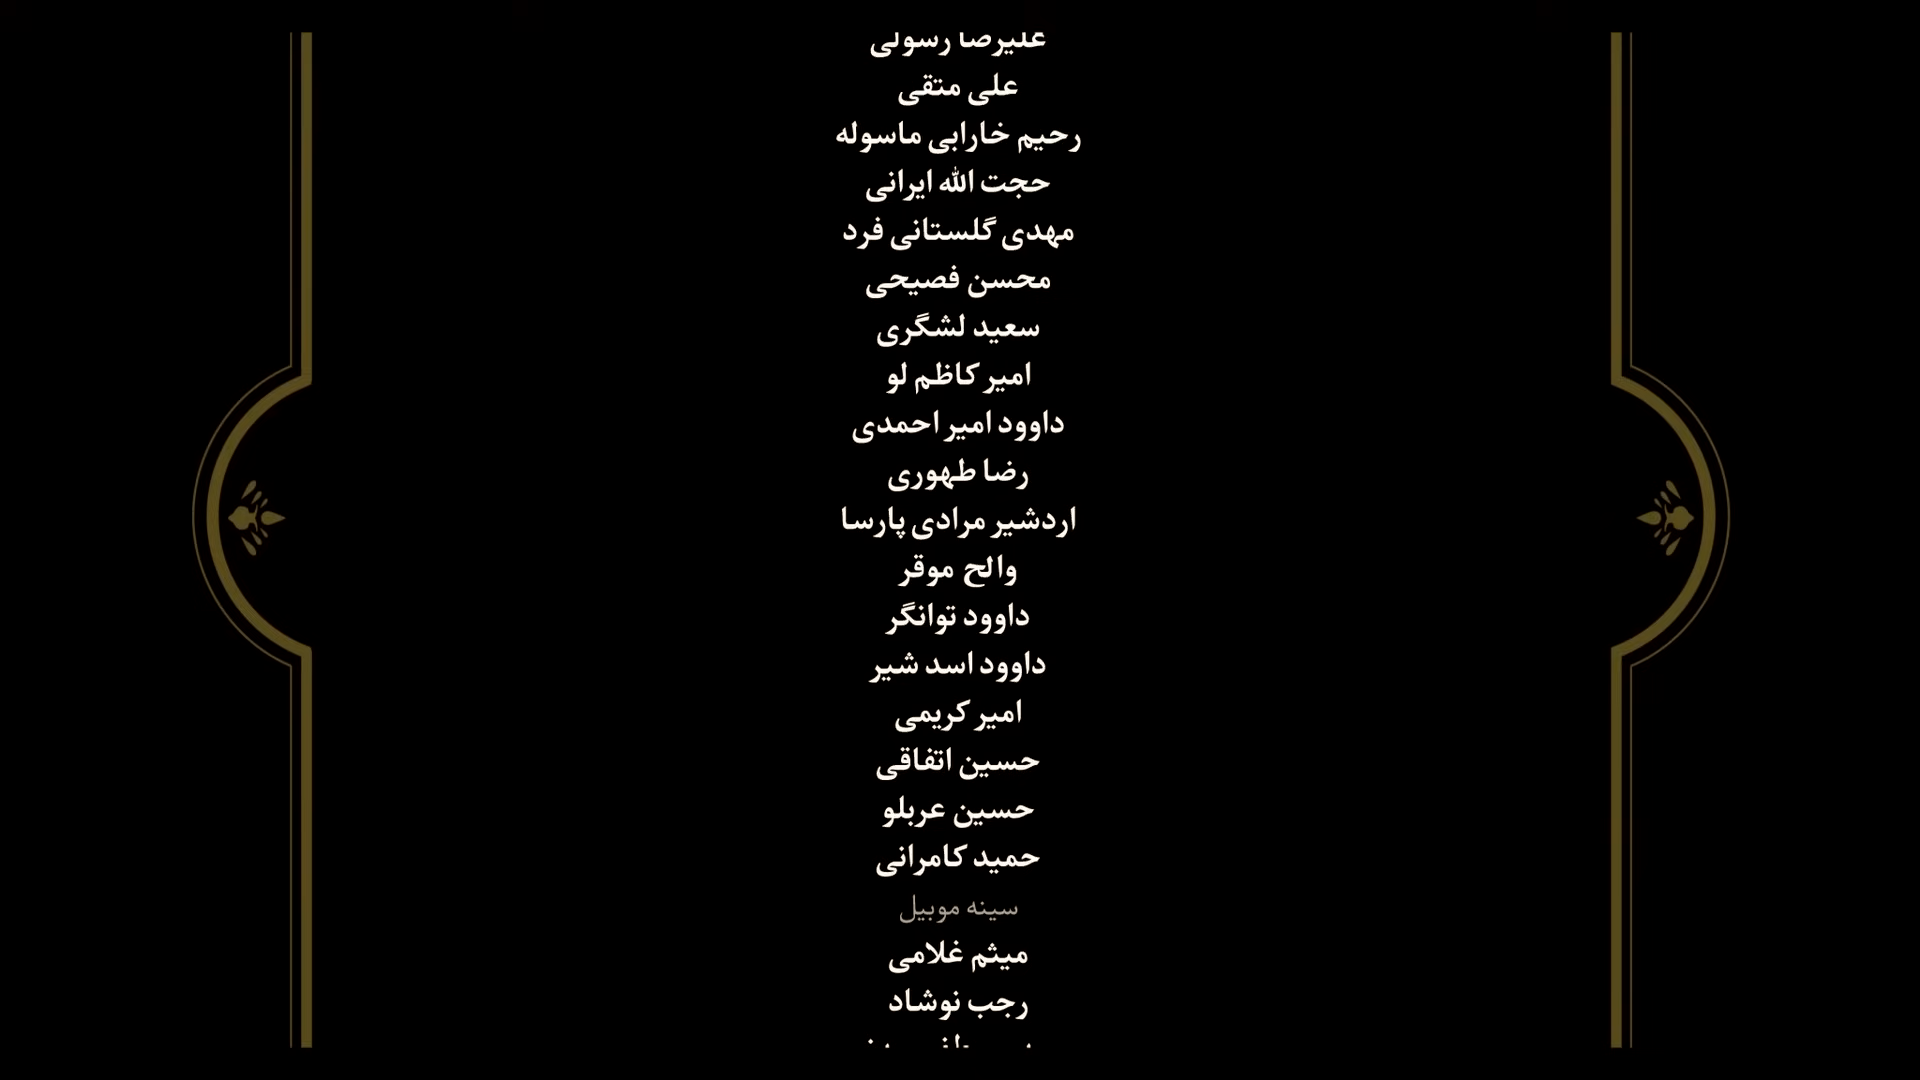 علیرضا رسولی
علی متقی
رحیم خارابی ماسوله
حجت الله ایرانی
مهدی گلستانی فرد
محسن فصیحی
سعید لشگری
امیر کاظم لو
داوود امیر احمدی
رضا طهوری
اردشیر مرادی پارسا
والح موقر
داوود توانگر
داوود اسد شیر
امیر کریمی
حسین اتفاقی
حسین عربلو
حمید کامرانی
سینه موبیل
میثم غلامی
رجب نوشاد